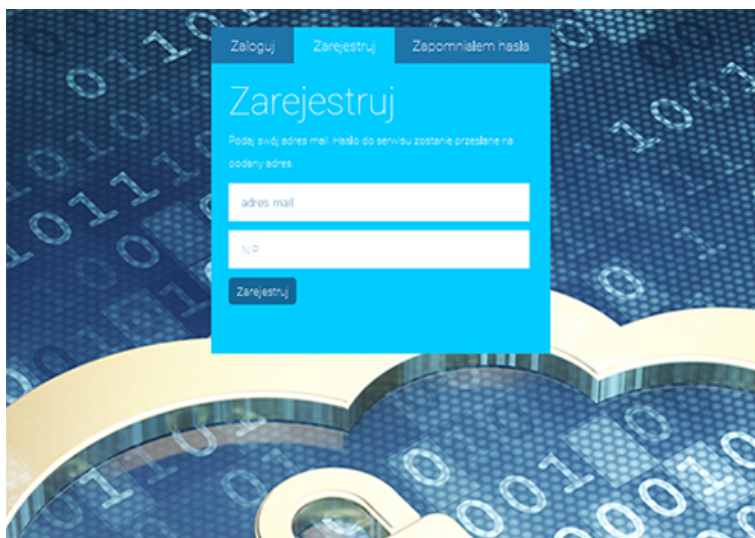 Zaloguj Zarejestruj Zapomniałem hasła
Zarejestruj
Podaj swój adres mail. Hasło do serwisu zostanie przesłane na
podany adres.
adres mail
NIP
Zarejestruj